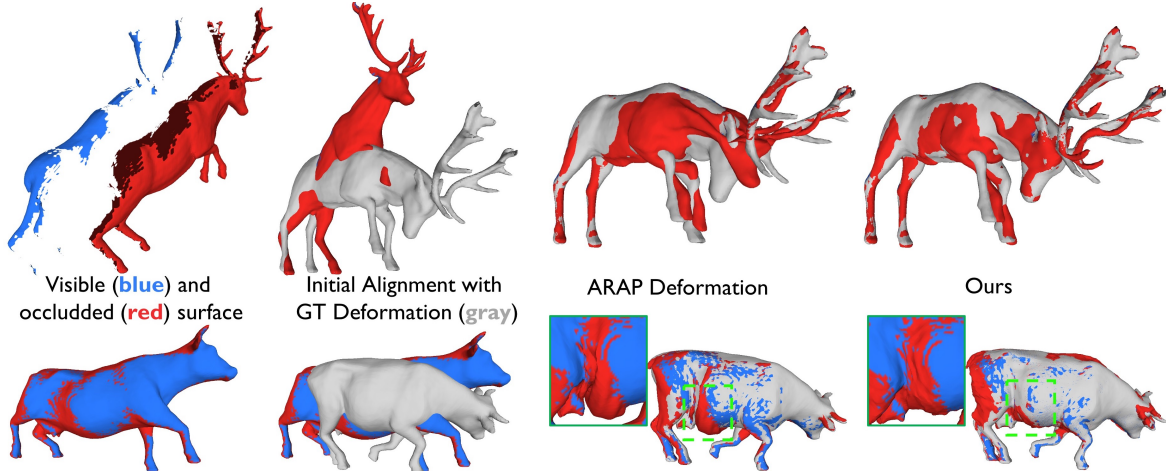 Visible (blue) and
occludded (red) surface
Initial Alignment with
GT Deformation (gray)
ARAP Deformation
Ours